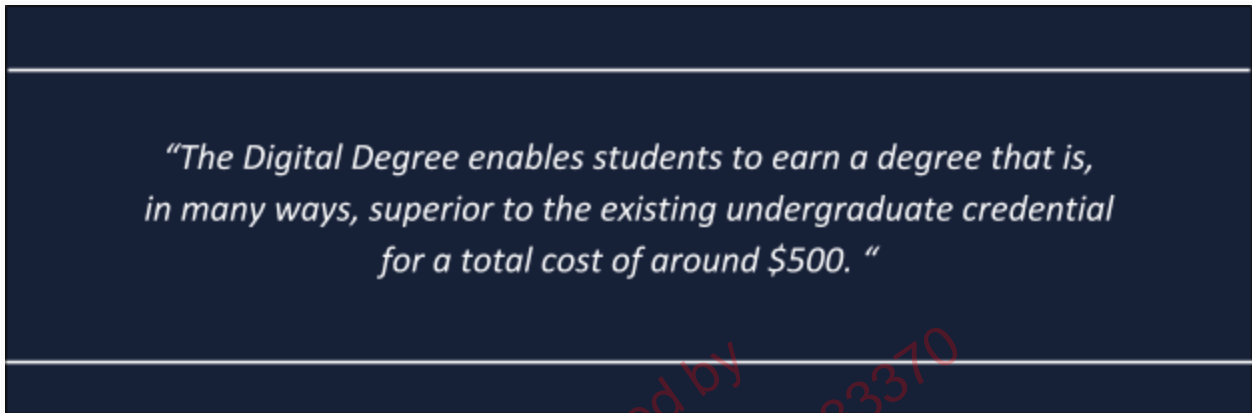 “The Digital Degree enables students to earn a degree that is,
in many ways, superior to the existing undergraduate credential
for a total cost of around $500. “
by